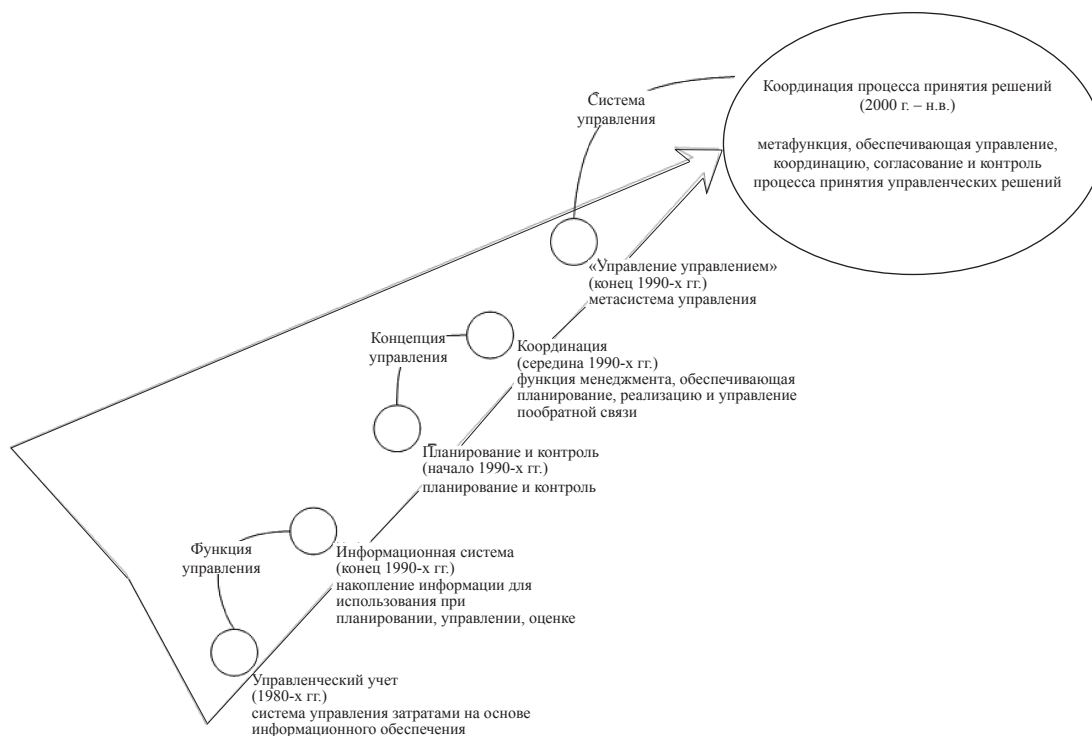 Координация процесса принятия решений
(2000 г. – н.в.)
метафункция, обеспечивающая управление,
координацию, согласование и контроль
процесса принятия управленческих решений
Система
управления
«Управление управлением»
(конец 1990-х гг.)
метасистема управления
Концепция
управления
Координация
(середина 1990-х гг.)
функция менеджмента, обеспечивающая
планирование, реализацию и управление
пообратной связи
Планирование и контроль
(начало 1990-х гг.)
планирование и контроль
Функция
управления
Информационная система
(конец 1990-х гг.)
накопление информации для
использования при
планировании, управлении, оценке
Управленческий учет
(1980-х гг.)
система управления затратами на основе
информационного обеспечения